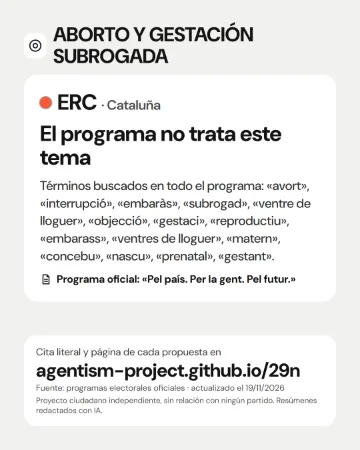 ABORTO Y GESTACIÓN
SUBROGADA
ERC · Cataluña
El programa no trata este
tema
Términos buscados en todo el programa: «avort»,
«interrupció», «embaràs», «subrogad», «ventre de
lloguer», «objecció», «gestaci», «reproductiu»,
«embarass», «ventres de lloguer», «matern»,
«concebu», «nascu», «prenatal», «gestant».
Programa oficial: «Pel país. Per la gent. Pel futur.»
Cita literal y página de cada propuesta en
agentism-project.github.io/29n
Fuente: programas electorales oficiales · actualizado el 19/11/2026
Proyecto ciudadano independiente, sin relación con ningún partido. Resúmenes
redactados con IA.